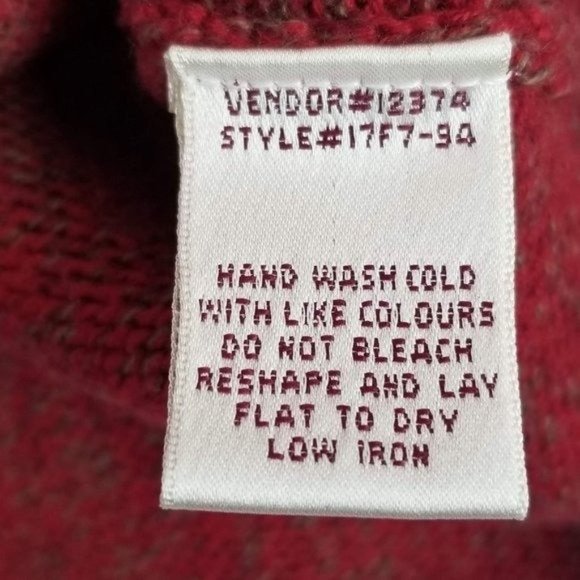 VENDOR#12374
STYLE#17F7-94
HAND WASH COLD
WITH LIKE COLOURS
DO NOT BLEACH
RESHAPE AND LAY
FLAT TO DRY
LOW IRON